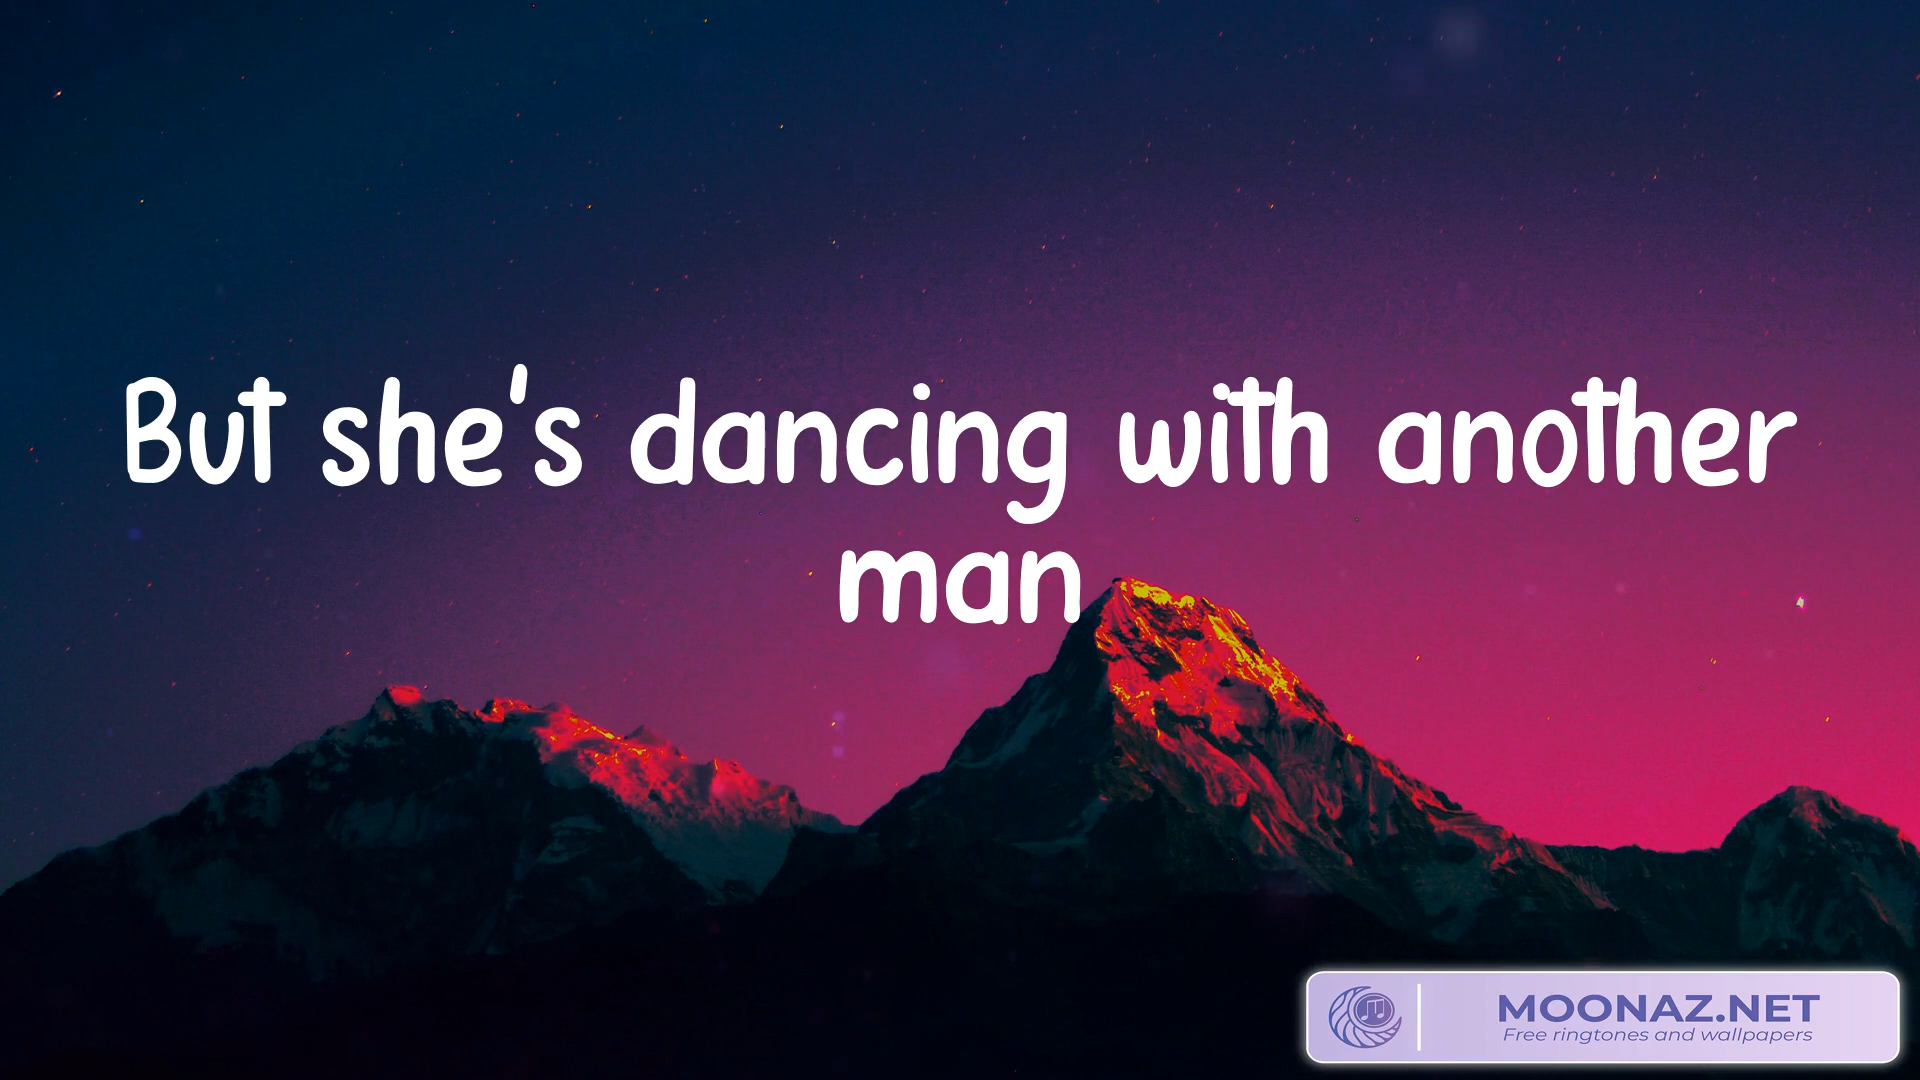 But she's dancing with another
man
MOONAZ.NET
Free ringtones and wallpapers